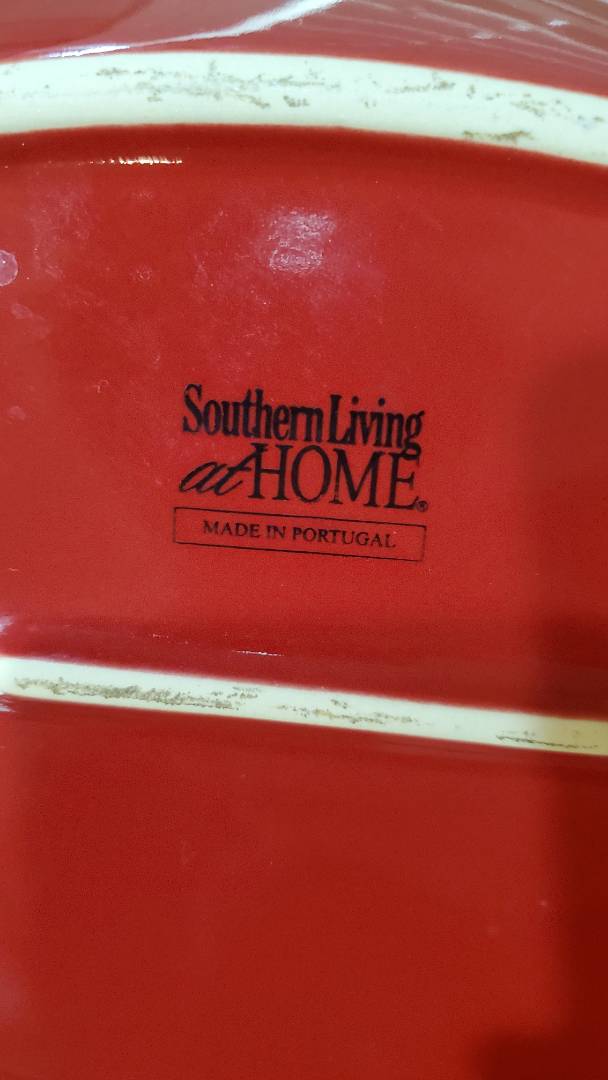 Southern Living
at HOME®
MADE IN PORTUGAL